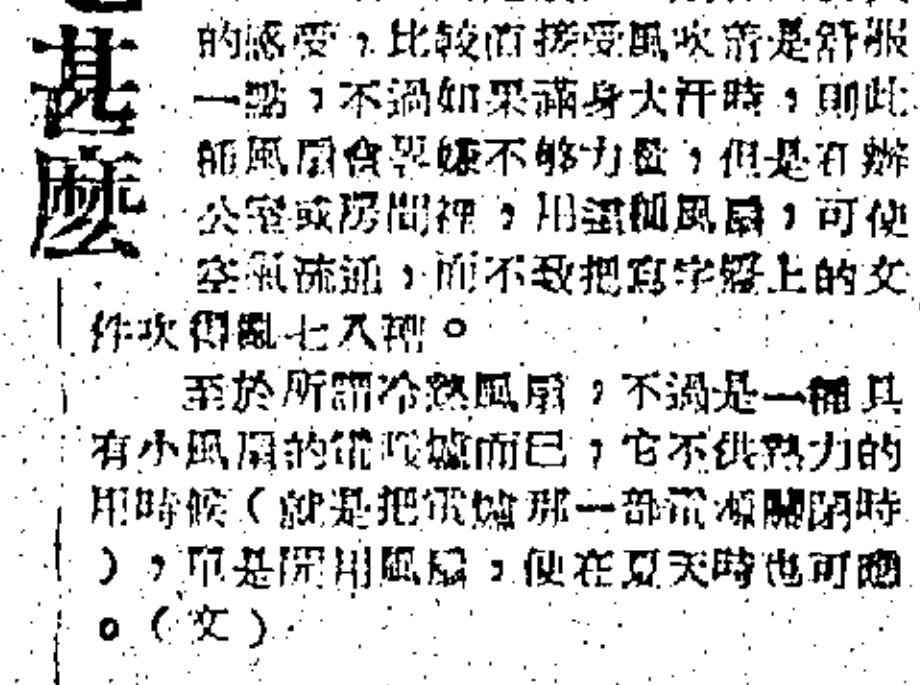 甚麼
的感受，比較直接受風吹著是舒服
一點，不過如果滿身大汗時，則此
種風扇會畧嫌不够力量，但是在辦
公室或房間裡，用這種風扇，可使
空氣流通，而不致把寫字檯上的文
件吹得亂七八糟。
至於所謂冷熱風扇，不過是一種具
有小風扇的電暖爐而已，它不供熱力的
用時候（就是把電爐那一部電源關閉時
），單是開用風扇，便在夏天時也可應
。（文）